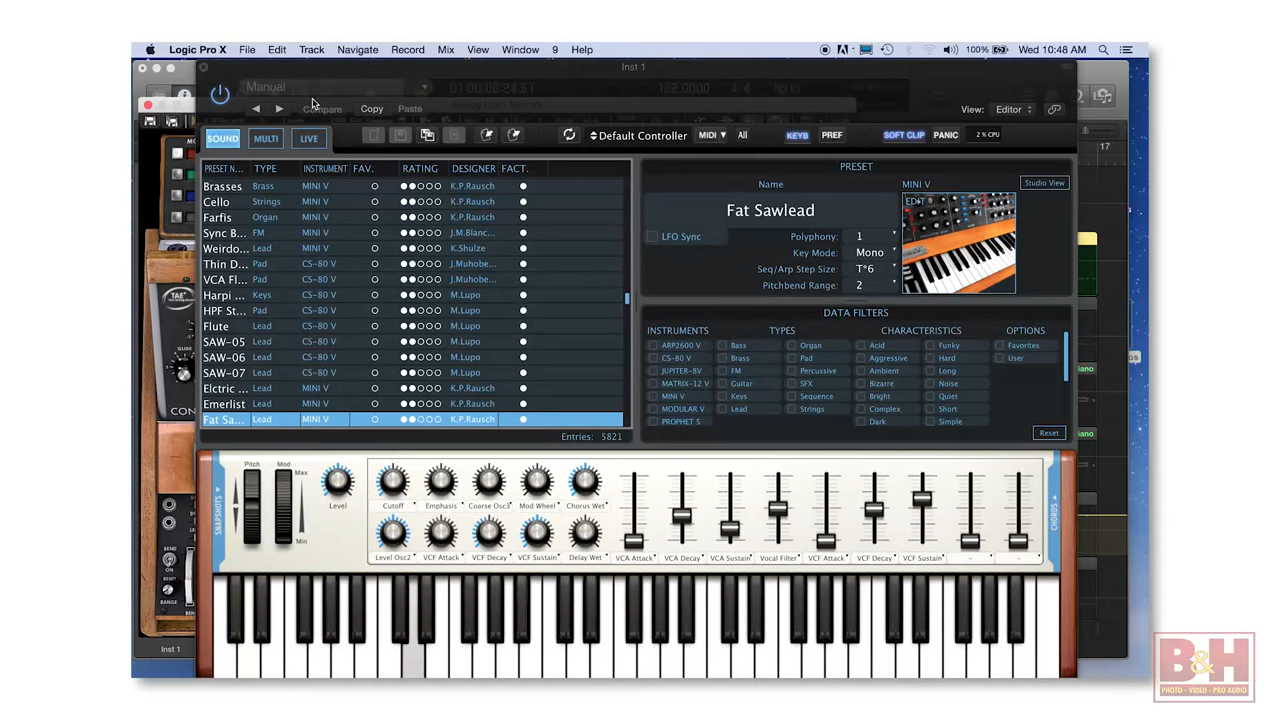 Logic Pro X File Edit Track Navigate Record Mix View Window 9 Help 100% Wed 10:48 AM
Inst 1
Manual
Compare Copy Paste View: Editor
SOUND MULTI LIVE Default Controller MIDI All KEYB PREF SOFT CLIP PANIC 2 % CPU
17
PRESET N... TYPE INSTRUMENT FAV. RATING DESIGNER FACT.
Brasses Brass MINI V K.P.Rausch
Cello Strings MINI V K.P.Rausch
Farfis Organ MINI V K.P.Rausch
Sync B... FM MINI V J.M.Blanc...
Weirdo... Lead MINI V K.Shulze
Thin D... Pad CS-80 V J.Muhobe...
VCA Fl... Pad CS-80 V J.Muhobe...
Harpi ... Keys CS-80 V M.Lupo
HPF St... Pad CS-80 V M.Lupo
Flute Lead CS-80 V M.Lupo
SAW-05 Lead CS-80 V M.Lupo
SAW-06 Lead CS-80 V M.Lupo
SAW-07 Lead CS-80 V M.Lupo
Elctric ... Lead MINI V K.P.Rausch
Emerlist Lead MINI V K.P.Rausch
Fat Sa... Lead MINI V K.P.Rausch
Entries: 5821
PRESET
Name MINI V Studio View
Fat Sawlead EDIT
LFO Sync Polyphony: 1
Key Mode: Mono
Seq/Arp Step Size: T*6
Pitchbend Range: 2
DATA FILTERS
INSTRUMENTS TYPES CHARACTERISTICS OPTIONS
ARP2600 V Bass Organ Acid Funky Favorites
CS-80 V Brass Pad Aggressive Hard User
JUPITER-8V FM Percussive Ambient Long
MATRIX-12 V Guitar SFX Bizarre Noise
MINI V Keys Sequence Bright Quiet
MODULAR V Lead Strings Complex Short
PROPHET 5 Dark Simple
Reset
TAE
GLIDE
CON
BEND
BEND
RANGE
Inst 1
SNAPSHOTS
Pitch Mod Max
Min
Level Cutoff Emphasis Coarse Osc3 Mod Wheel Chorus Wet
Level Osc2 VCF Attack VCF Decay VCF Sustain Delay Wet VCA Attack VCA Decay VCA Sustain Vocal Filter VCF Attack VCF Decay VCF Sustain -- --
CHORDS
B&H
PHOTO - VIDEO - PRO AUDIO